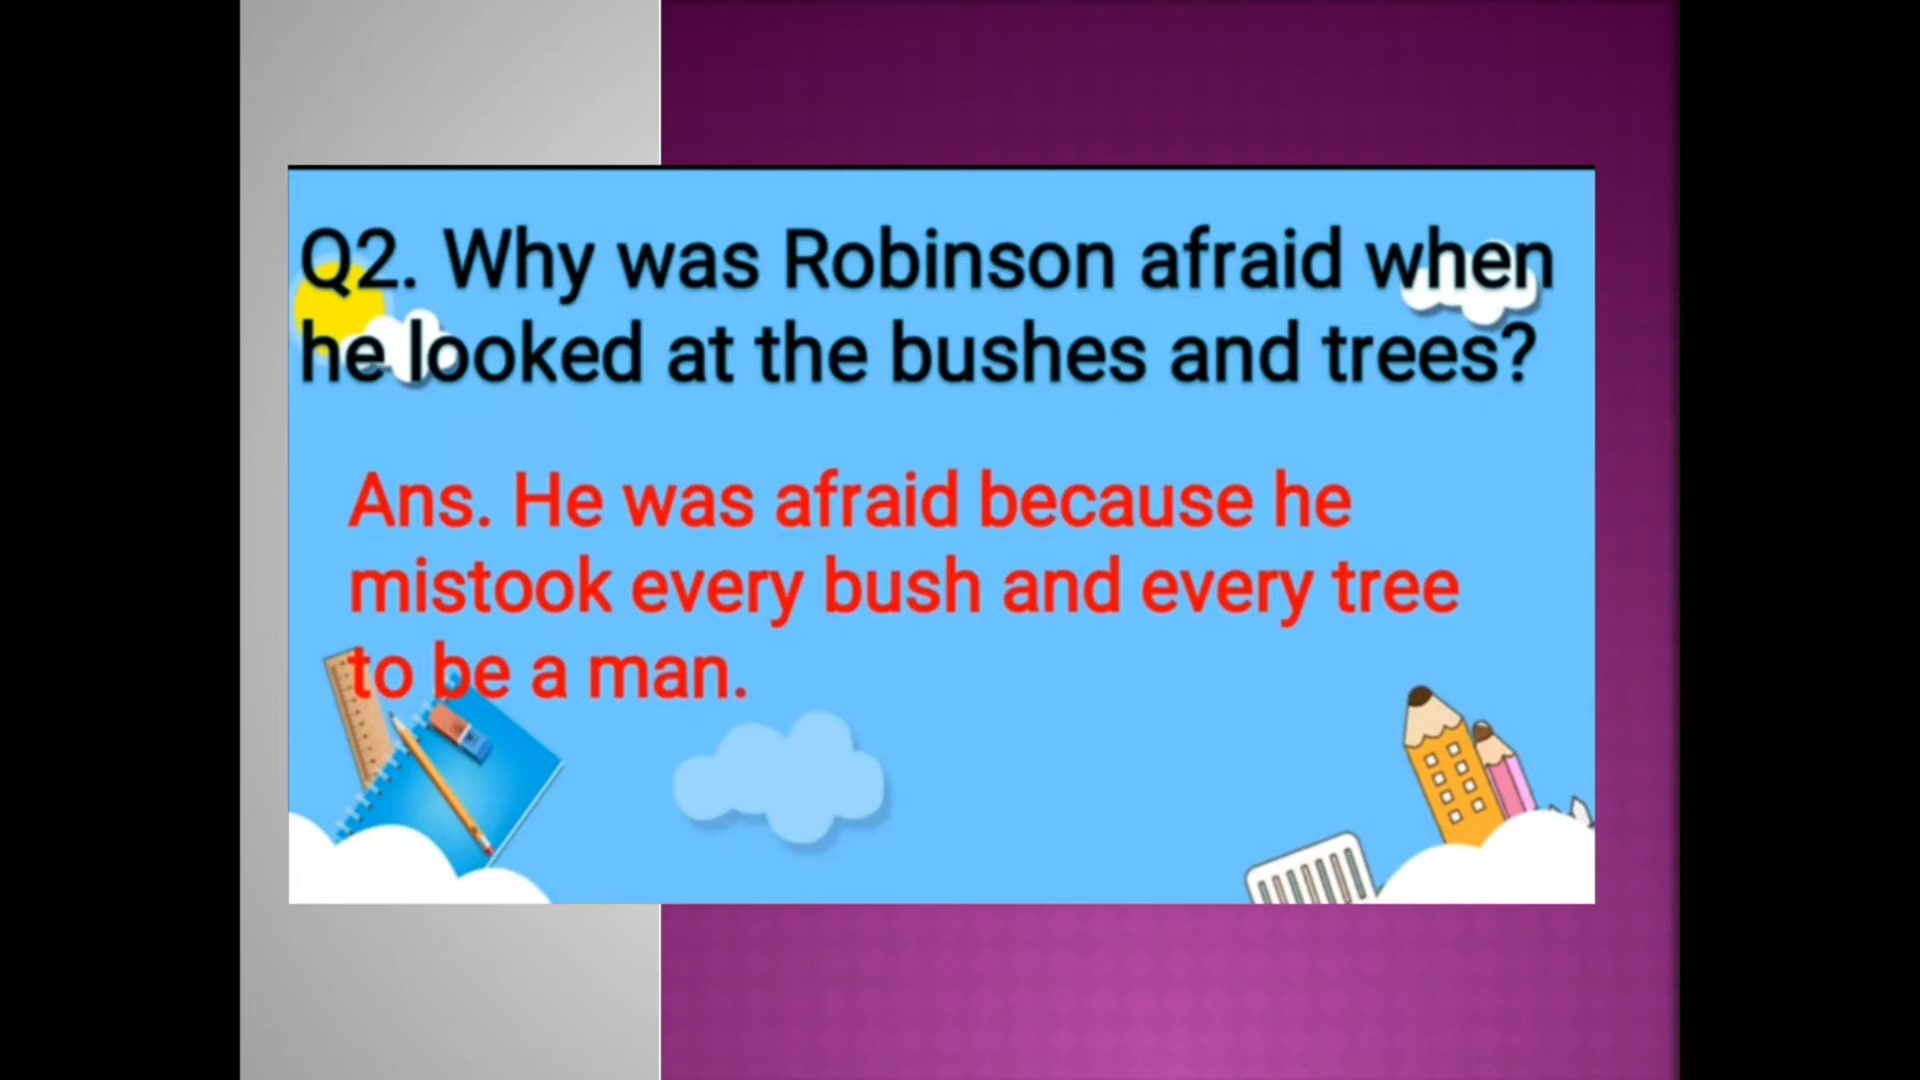 Q2. Why was Robinson afraid when
he looked at the bushes and trees?
Ans. He was afraid because he
mistook every bush and every tree
to be a man.